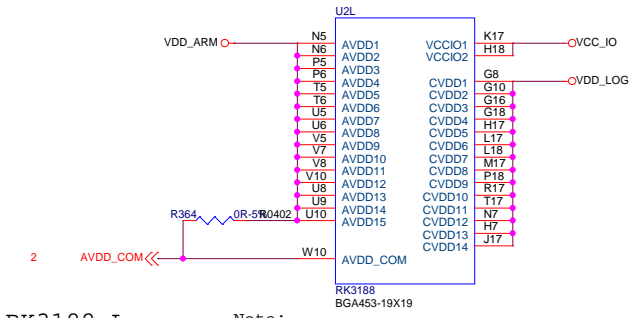 U2L
VDD_ARM N5 AVDD1 VCCIO1 K17 VCC_IO
N6 AVDD2 VCCIO2 H18
P5 AVDD3
P6 AVDD4 CVDD1 G8 VDD_LOG
T5 AVDD5 CVDD2 G10
T6 AVDD6 CVDD3 G16
U5 AVDD7 CVDD4 G18
U6 AVDD8 CVDD5 H17
V5 AVDD9 CVDD6 L17
V7 AVDD10 CVDD7 L18
V8 AVDD11 CVDD8 M17
V10 AVDD12 CVDD9 P18
U8 AVDD13 CVDD10 R17
U9 AVDD14 CVDD11 T17
R364 0R-5% R0402 U10 AVDD15 CVDD12 N7
CVDD13 H7
CVDD14 J17
2 AVDD_COM W10 AVDD_COM
RK3188
BGA453-19X19